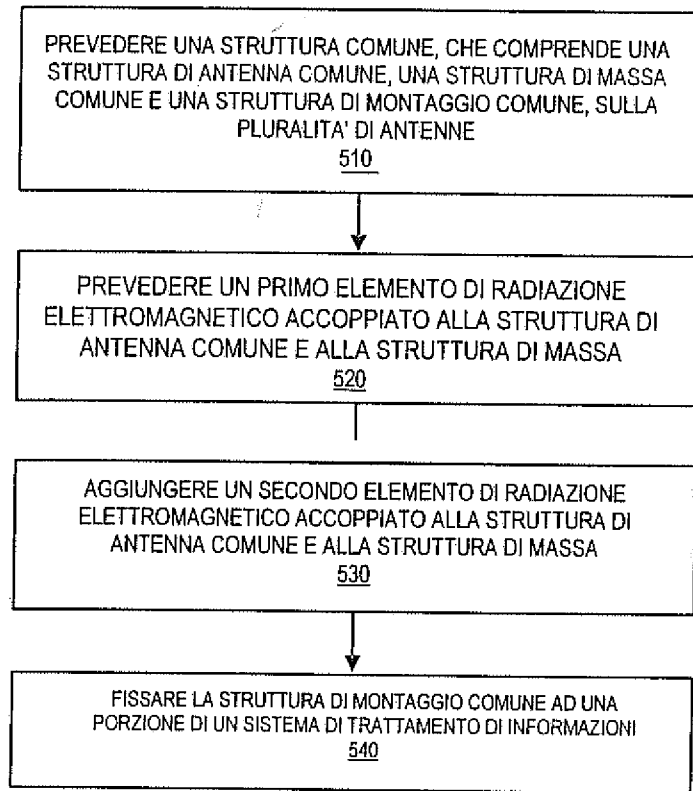 PREVEDERE UNA STRUTTURA COMUNE, CHE COMPRENDE UNA
STRUTTURA DI ANTENNA COMUNE, UNA STRUTTURA DI MASSA
COMUNE E UNA STRUTTURA DI MONTAGGIO COMUNE, SULLA
PLURALITA' DI ANTENNE
510
PREVEDERE UN PRIMO ELEMENTO DI RADIAZIONE
ELETTROMAGNETICO ACCOPPIATO ALLA STRUTTURA DI
ANTENNA COMUNE E ALLA STRUTTURA DI MASSA
520
AGGIUNGERE UN SECONDO ELEMENTO DI RADIAZIONE
ELETTROMAGNETICO ACCOPPIATO ALLA STRUTTURA DI
ANTENNA COMUNE E ALLA STRUTTURA DI MASSA
530
FISSARE LA STRUTTURA DI MONTAGGIO COMUNE AD UNA
PORZIONE DI UN SISTEMA DI TRATTAMENTO DI INFORMAZIONI
540